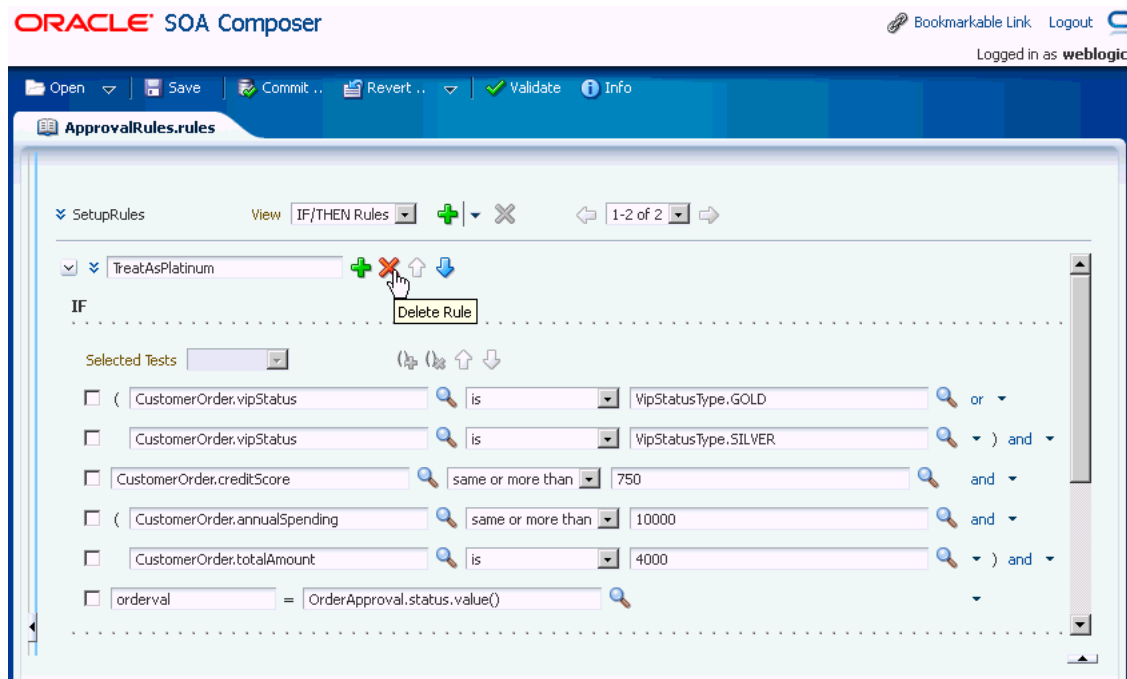 ORACLE SOA Composer Bookmarkable Link Logout
Logged in as weblogic
Open Save Commit .. Revert .. Validate Info
ApprovalRules.rules
SetupRules View IF/THEN Rules 1-2 of 2
TreatAsPlatinum
Delete Rule
IF
Selected Tests
( CustomerOrder.vipStatus is VipStatusType.GOLD or
CustomerOrder.vipStatus is VipStatusType.SILVER ) and
CustomerOrder.creditScore same or more than 750 and
( CustomerOrder.annualSpending same or more than 10000 and
CustomerOrder.totalAmount is 4000 ) and
orderval = OrderApproval.status.value()